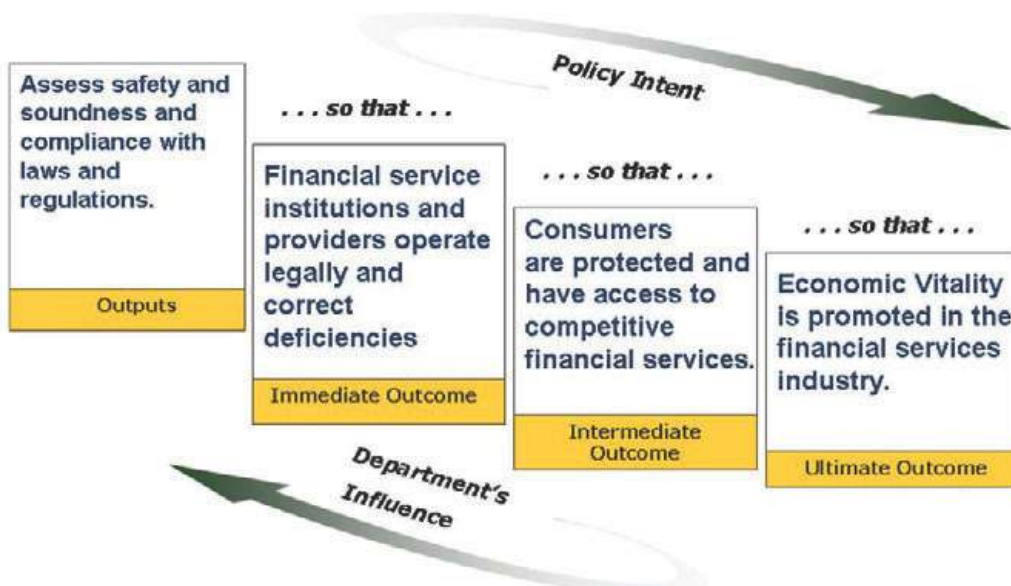 Policy Intent
Assess safety and
soundness and
compliance with
laws and
regulations.
Outputs
. . . so that . . .
Financial service
institutions and
providers operate
legally and
correct
deficiencies
Immediate Outcome
. . . so that . . .
Consumers
are protected and
have access to
competitive
financial services.
Intermediate
Outcome
. . . so that . . .
Economic Vitality
is promoted in the
financial services
industry.
Ultimate Outcome
Department's
Influence